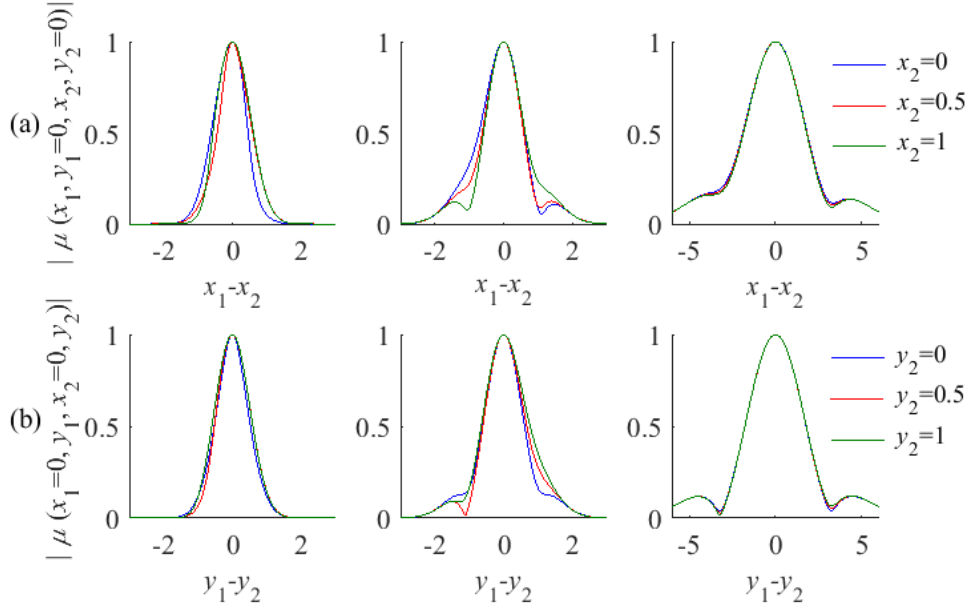 (a)
| μ (x₁, y₁=0, x₂, y₂=0)|
1
0.5
0
-2 0 2
x₁-x₂
-2 0 2
x₁-x₂
1
0.5
0
-5 0 5
x₁-x₂
1
0.5
0
x₂=0
x₂=0.5
x₂=1
(b)
| μ (x₁=0, y₁, x₂=0, y₂)|
1
0.5
0
-2 0 2
y₁-y₂
1
0.5
0
-2 0 2
y₁-y₂
1
0.5
0
-5 0 5
y₁-y₂
y₂=0
y₂=0.5
y₂=1